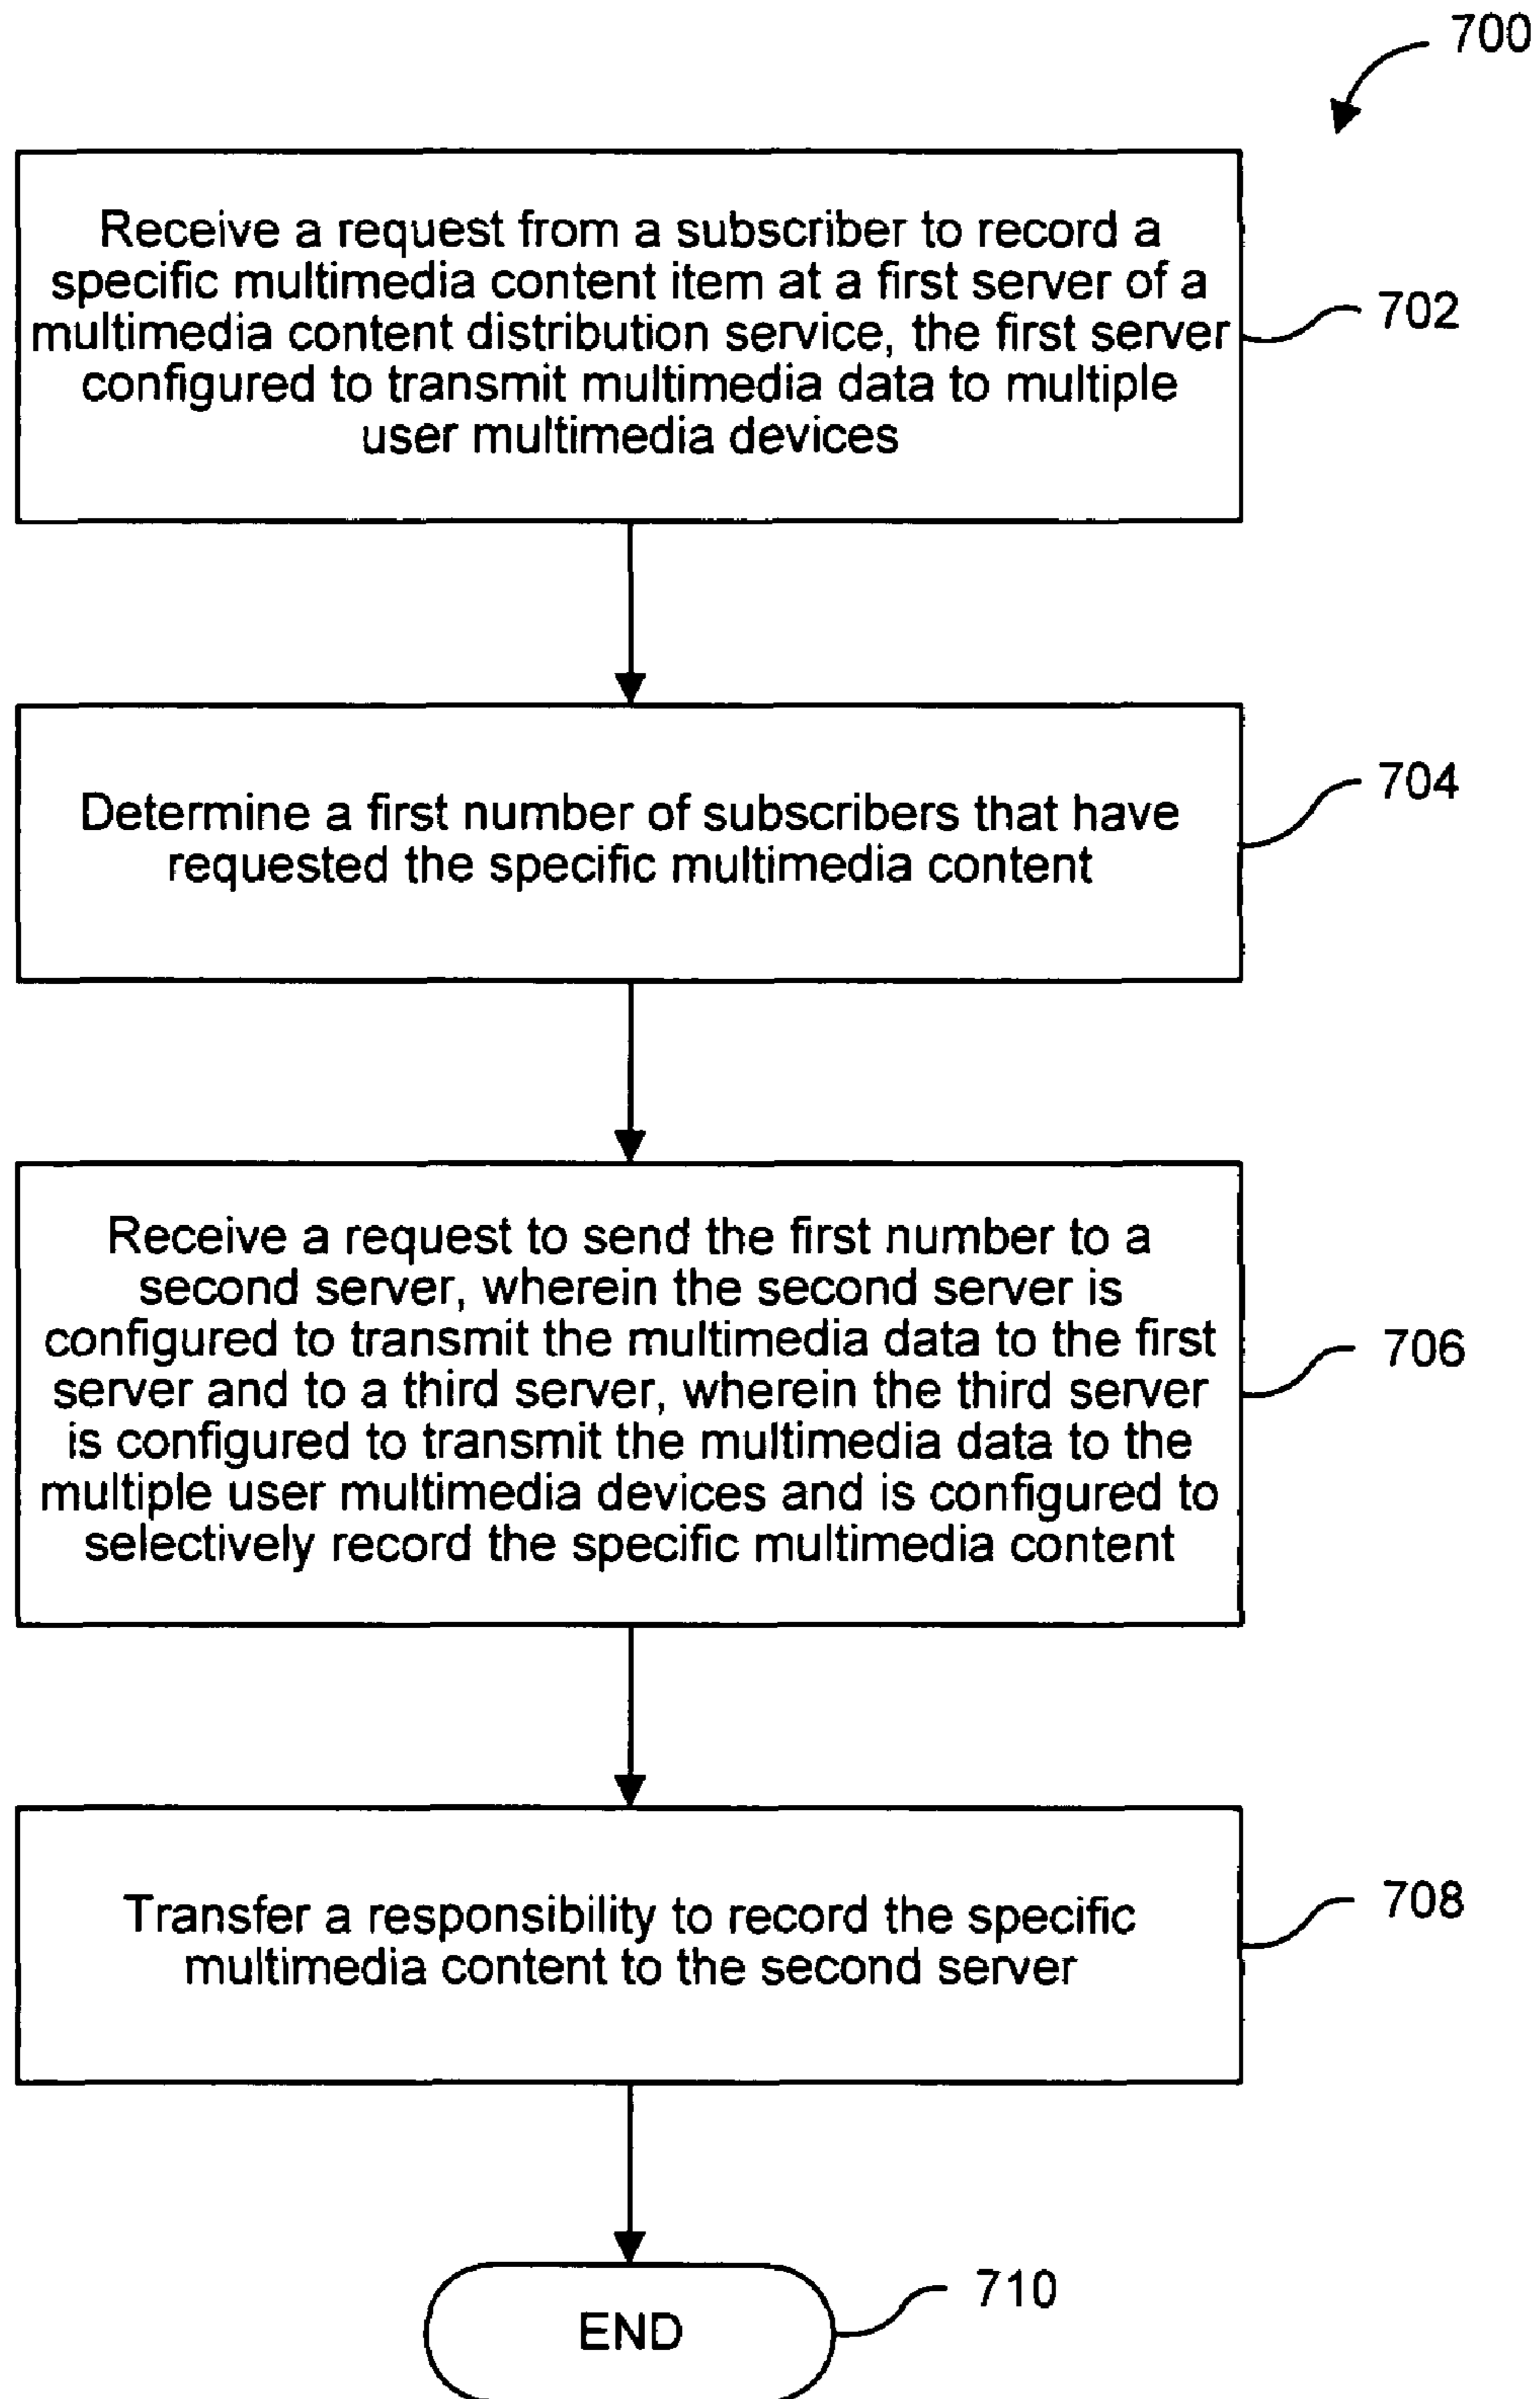 700
Receive a request from a subscriber to record a
specific multimedia content item at a first server of a
multimedia content distribution service, the first server
configured to transmit multimedia data to multiple
user multimedia devices
702
Determine a first number of subscribers that have
requested the specific multimedia content
704
Receive a request to send the first number to a
second server, wherein the second server is
configured to transmit the multimedia data to the first
server and to a third server, wherein the third server
is configured to transmit the multimedia data to the
multiple user multimedia devices and is configured to
selectively record the specific multimedia content
706
Transfer a responsibility to record the specific
multimedia content to the second server
708
END
710